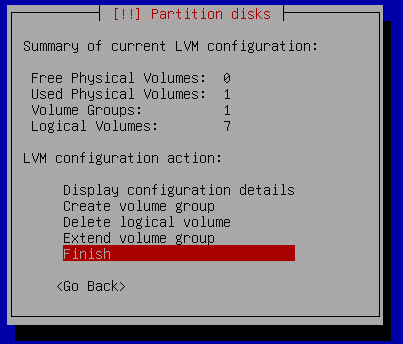 [!!] Partition disks
Summary of current LVM configuration:
Free Physical Volumes: 0
Used Physical Volumes: 1
Volume Groups: 1
Logical Volumes: 7
LVM configuration action:
Display configuration details
Create volume group
Delete logical volume
Extend volume group
Finish
<Go Back>